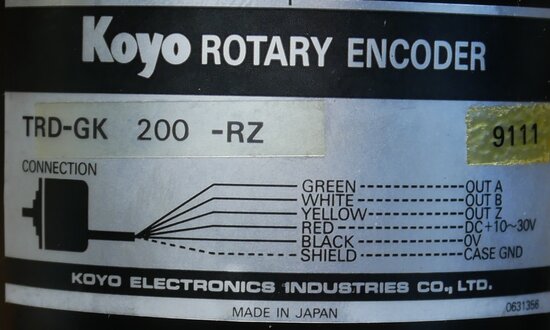 Koyo ROTARY ENCODER
TRD-GK 200 -RZ
9111
CONNECTION
GREEN OUT A
WHITE OUT B
YELLOW OUT Z
RED DC+10~30V
BLACK 0V
SHIELD CASE GND
KOYO ELECTRONICS INDUSTRIES CO., LTD.
MADE IN JAPAN
0631356